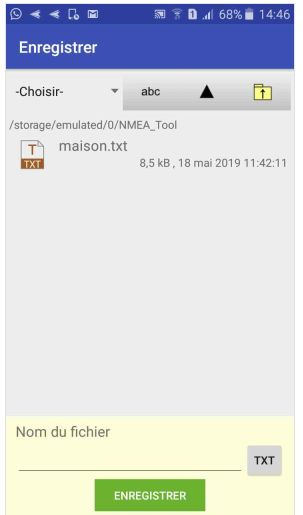 68% 14:46
Enregistrer
-Choisir- abc
/storage/emulated/0/NMEA_Tool
maison.txt
T
TXT
8,5 kB , 18 mai 2019 11:42:11
Nom du fichier
TXT
ENREGISTRER